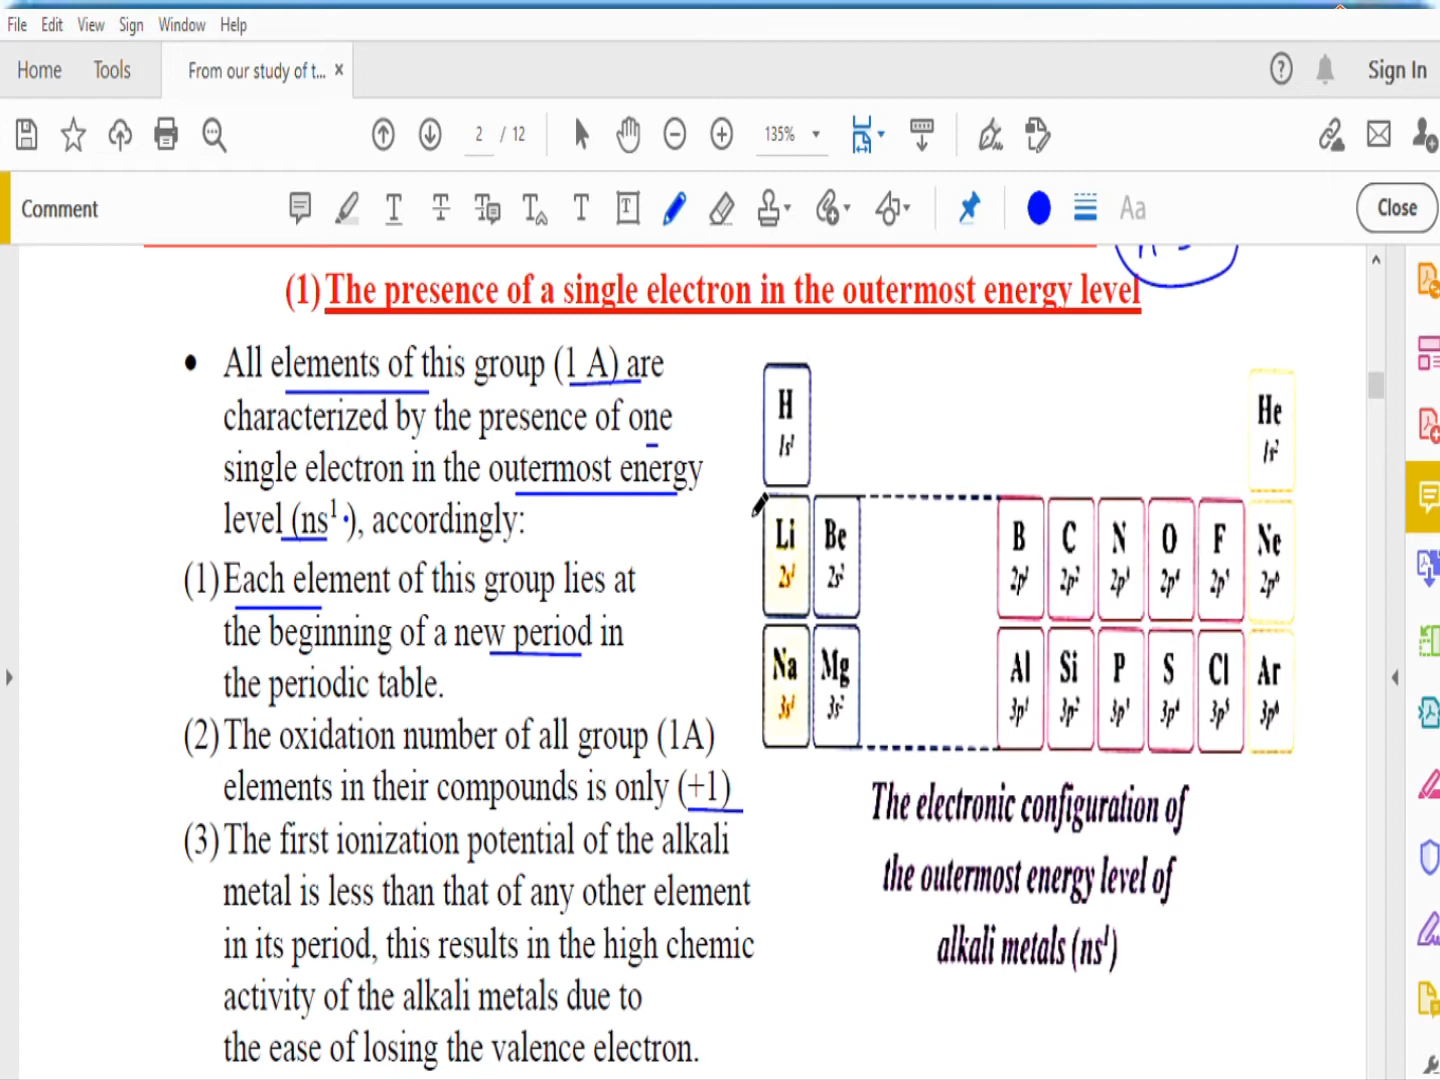 File Edit View Sign Window Help
Home Tools From our study of t... × Sign In
2 / 12 135%
Comment Close
(1) The presence of a single electron in the outermost energy level
• All elements of this group (1 A) are
characterized by the presence of one
single electron in the outermost energy
level (ns¹), accordingly:
(1) Each element of this group lies at
the beginning of a new period in
the periodic table.
(2) The oxidation number of all group (1A)
elements in their compounds is only (+1)
(3) The first ionization potential of the alkali
metal is less than that of any other element
in its period, this results in the high chemic
activity of the alkali metals due to
the ease of losing the valence electron.
H He
1s¹ 1s²
Li Be B C N O F Ne
2s¹ 2s² 2p¹ 2p² 2p³ 2p⁴ 2p⁵ 2p⁶
Na Mg Al Si P S Cl Ar
3s¹ 3s² 3p¹ 3p² 3p³ 3p⁴ 3p⁵ 3p⁶
The electronic configuration of
the outermost energy level of
alkali metals (ns¹)